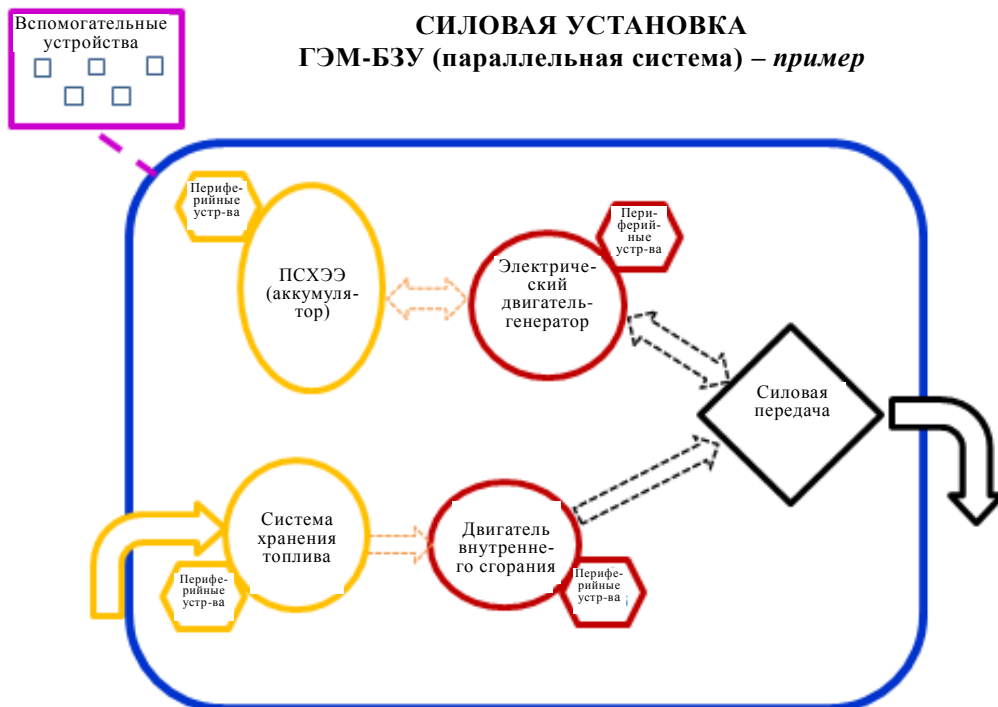 Вспомогательные
устройства
СИЛОВАЯ УСТАНОВКА
ГЭМ-БЗУ (параллельная система) – пример
Перифе-
рийные
устр-ва
ПСХЭЭ
(аккумуля-
тор)
Электриче-
ский
двигатель-
генератор
Пери-
ферий-
ные
устр-ва
Силовая
передача
Система
хранения
топлива
Перифе-
рийные
устр-ва
Двигатель
внутренне-
го сгорания
Перифе-
рийные
устр-ва